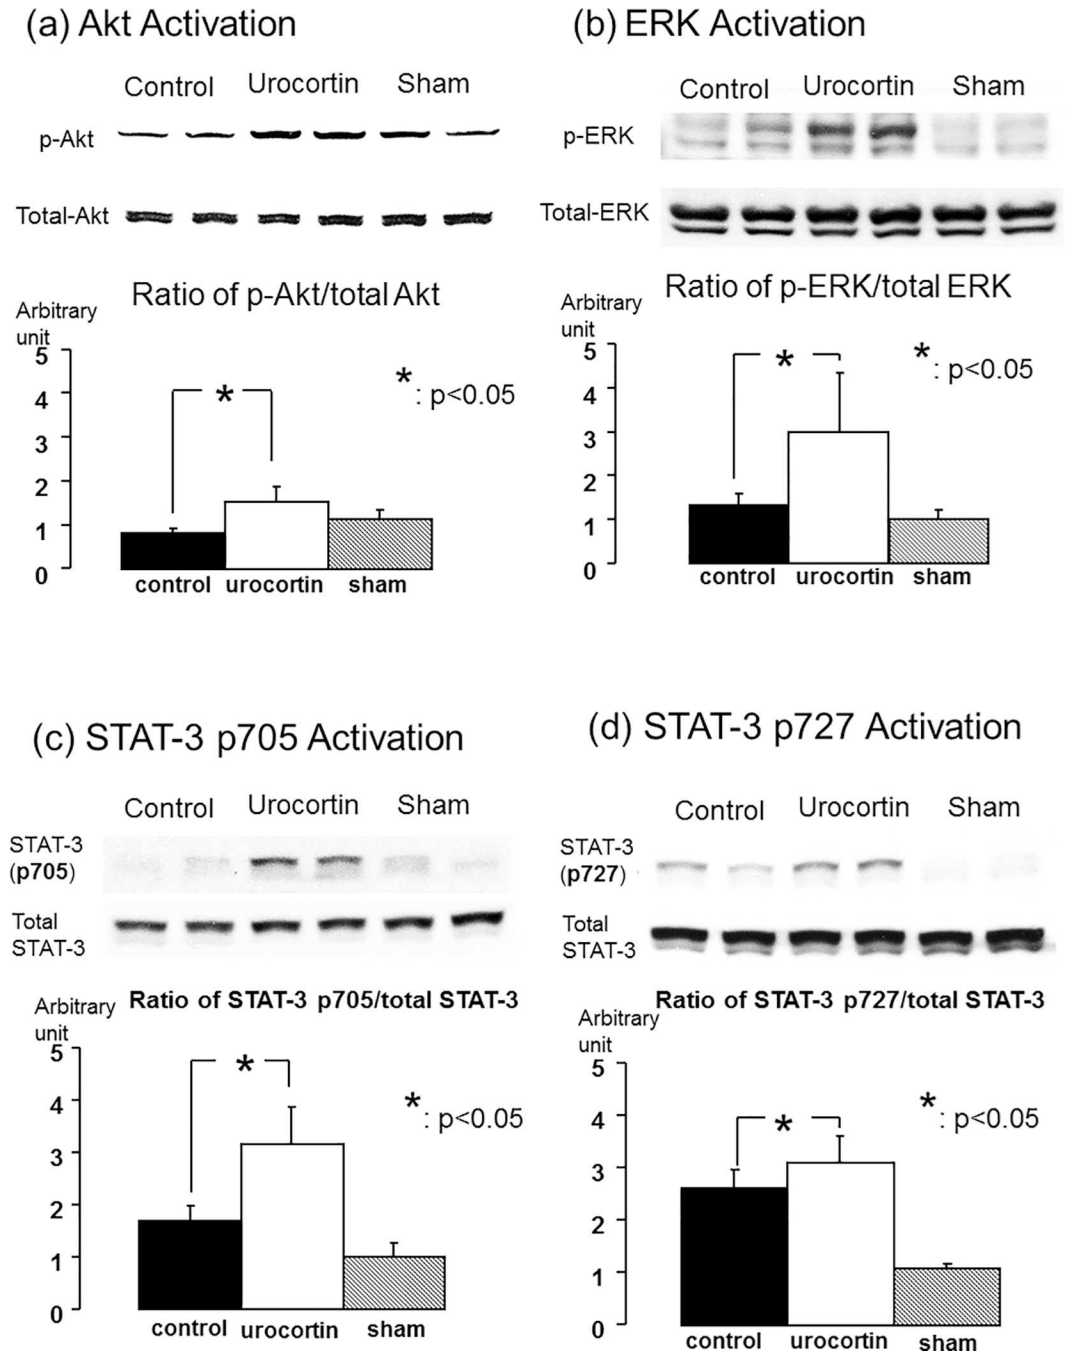 (a) Akt Activation
Control Urocortin Sham
p-Akt
Total-Akt
Ratio of p-Akt/total Akt
Arbitrary
unit
5
4
3
2
1
0
*
*
: p<0.05
control urocortin sham
(b) ERK Activation
Control Urocortin Sham
p-ERK
Total-ERK
Ratio of p-ERK/total ERK
Arbitrary
unit
5
4
3
2
1
0
*
*
: p<0.05
control urocortin sham
(c) STAT-3 p705 Activation
Control Urocortin Sham
STAT-3
(p705)
Total
STAT-3
Ratio of STAT-3 p705/total STAT-3
Arbitrary
unit
5
4
3
2
1
0
*
*
: p<0.05
control urocortin sham
(d) STAT-3 p727 Activation
Control Urocortin Sham
STAT-3
(p727)
Total
STAT-3
Ratio of STAT-3 p727/total STAT-3
Arbitrary
unit
5
4
3
2
1
0
*
*
: p<0.05
control urocortin sham